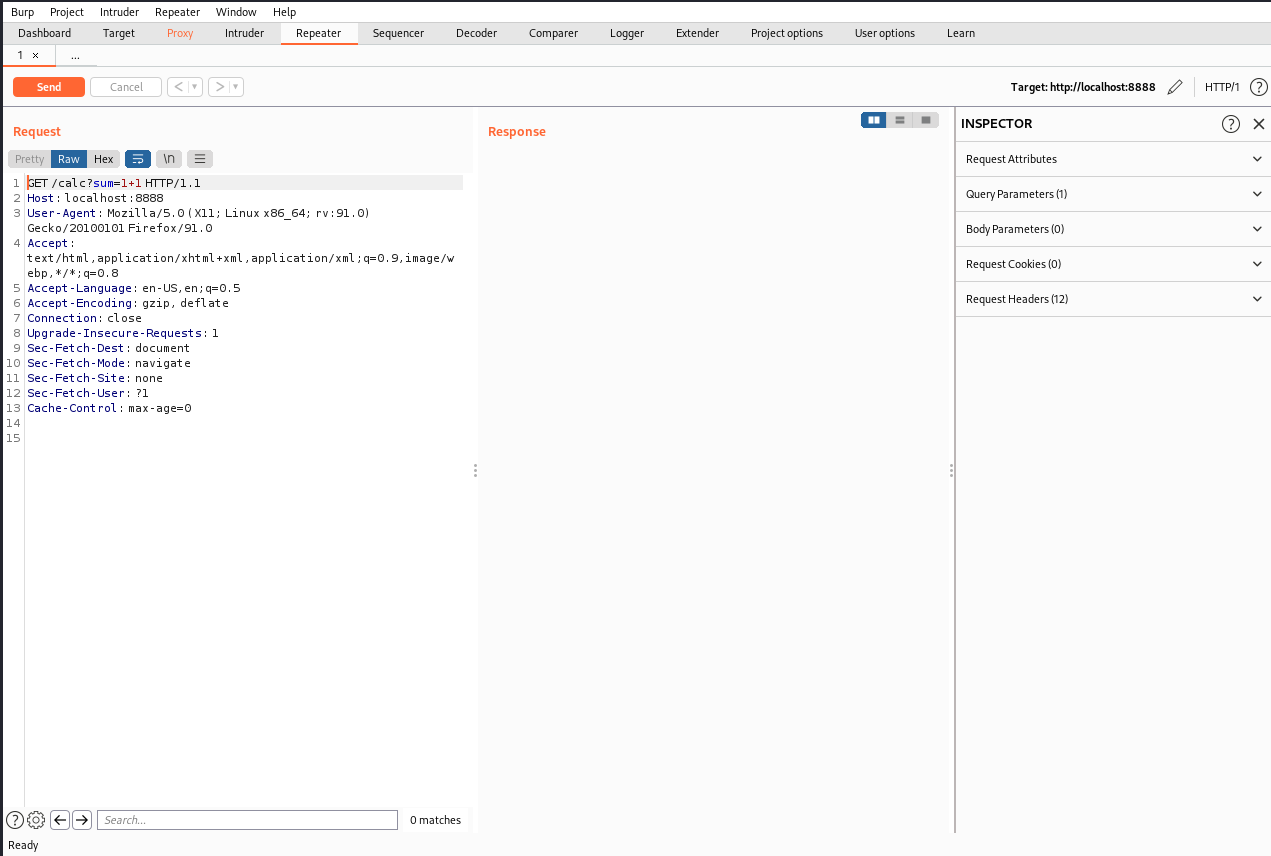 Burp Project Intruder Repeater Window Help
Dashboard Target Proxy Intruder Repeater Sequencer Decoder Comparer Logger Extender Project options User options Learn
1 × ...
Send Cancel < > Target: http://localhost:8888 HTTP/1 ?
Request
Pretty Raw Hex \n
1 GET /calc?sum=1+1 HTTP/1.1
2 Host: localhost:8888
3 User-Agent: Mozilla/5.0 (X11; Linux x86_64; rv:91.0)
Gecko/20100101 Firefox/91.0
4 Accept:
text/html,application/xhtml+xml,application/xml;q=0.9,image/w
ebp,*/*;q=0.8
5 Accept-Language: en-US,en;q=0.5
6 Accept-Encoding: gzip, deflate
7 Connection: close
8 Upgrade-Insecure-Requests: 1
9 Sec-Fetch-Dest: document
10 Sec-Fetch-Mode: navigate
11 Sec-Fetch-Site: none
12 Sec-Fetch-User: ?1
13 Cache-Control: max-age=0
14
15
? Search... 0 matches
Response
INSPECTOR ?
Request Attributes
Query Parameters (1)
Body Parameters (0)
Request Cookies (0)
Request Headers (12)
Ready